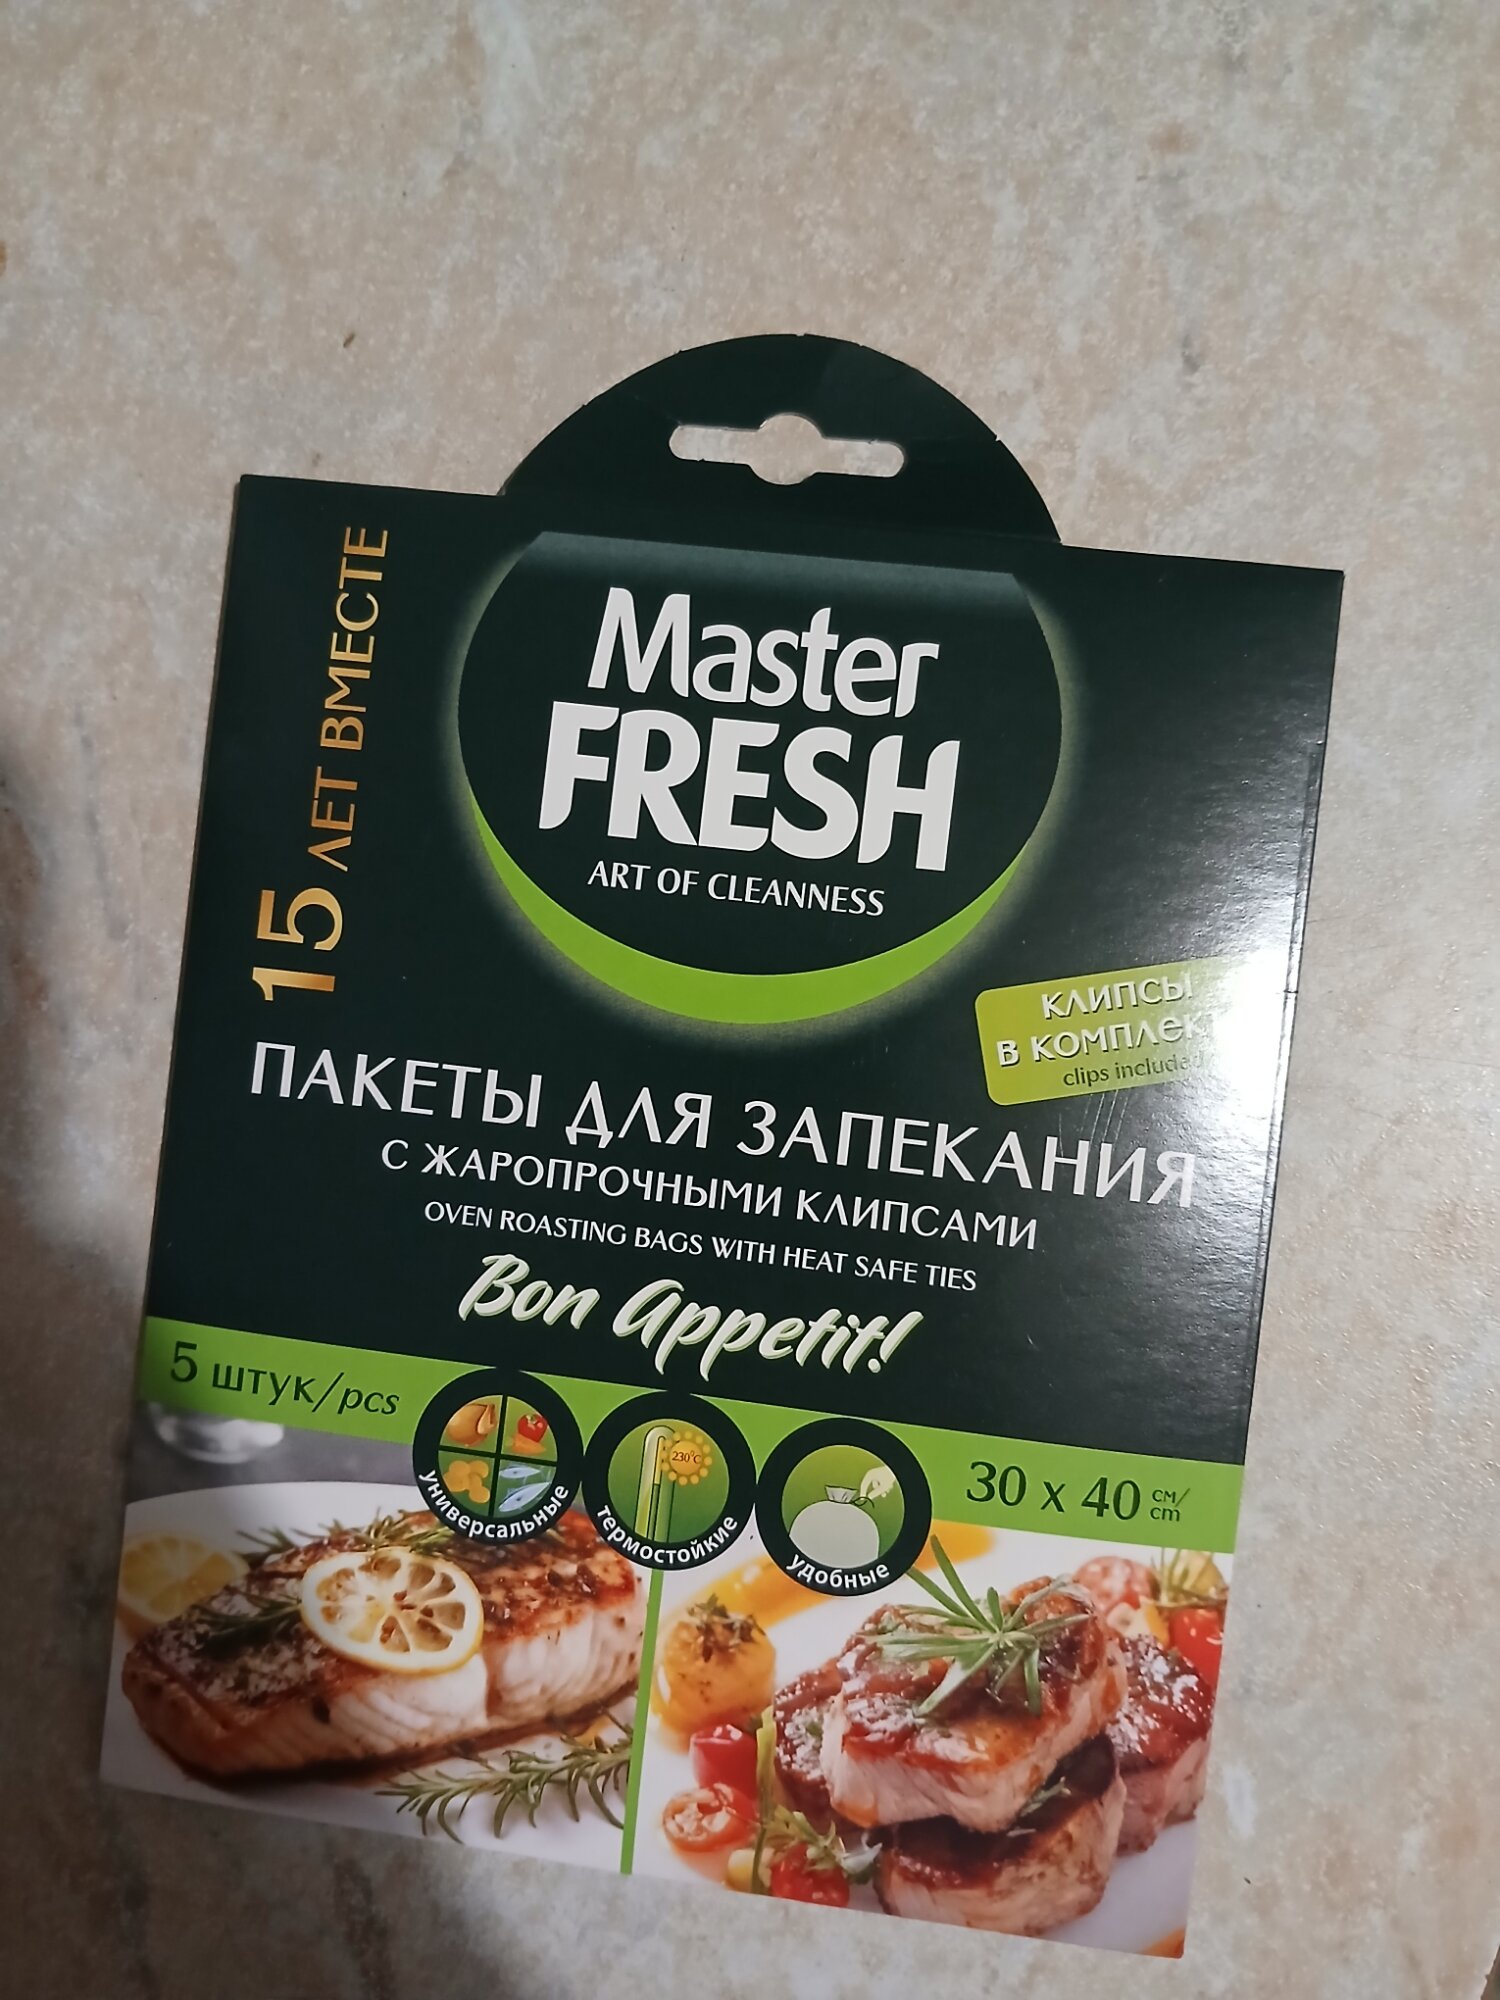 15 ЛЕТ ВМЕСТЕ
Master
FRESH
ART OF CLEANNESS
КЛИПСЫ
В КОМПЛЕКТ
clips included
ПАКЕТЫ ДЛЯ ЗАПЕКАНИЯ
С ЖАРОПРОЧНЫМИ КЛИПСАМИ
OVEN ROASTING BAGS WITH HEAT SAFE TIES
Bon Appetit!
5 штук/pcs
универсальные
230°C
термостойкие
удобные
30 x 40 см/
cm